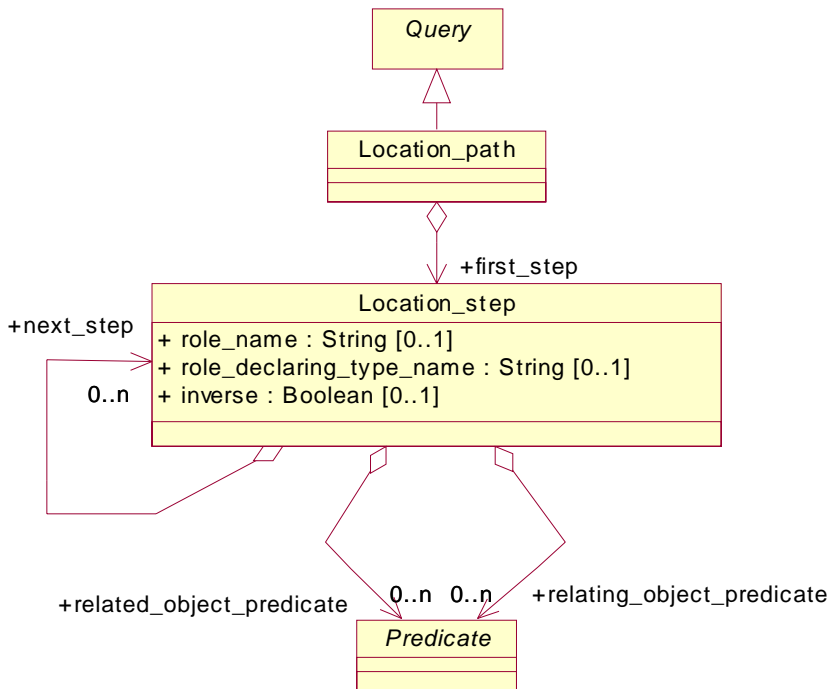 Query
Location_path
+first_step
Location_step
+next_step
+ role_name : String [0..1]
+ role_declaring_type_name : String [0..1]
+ inverse : Boolean [0..1]
0..n
+related_object_predicate
0..n
0..n
+relating_object_predicate
Predicate